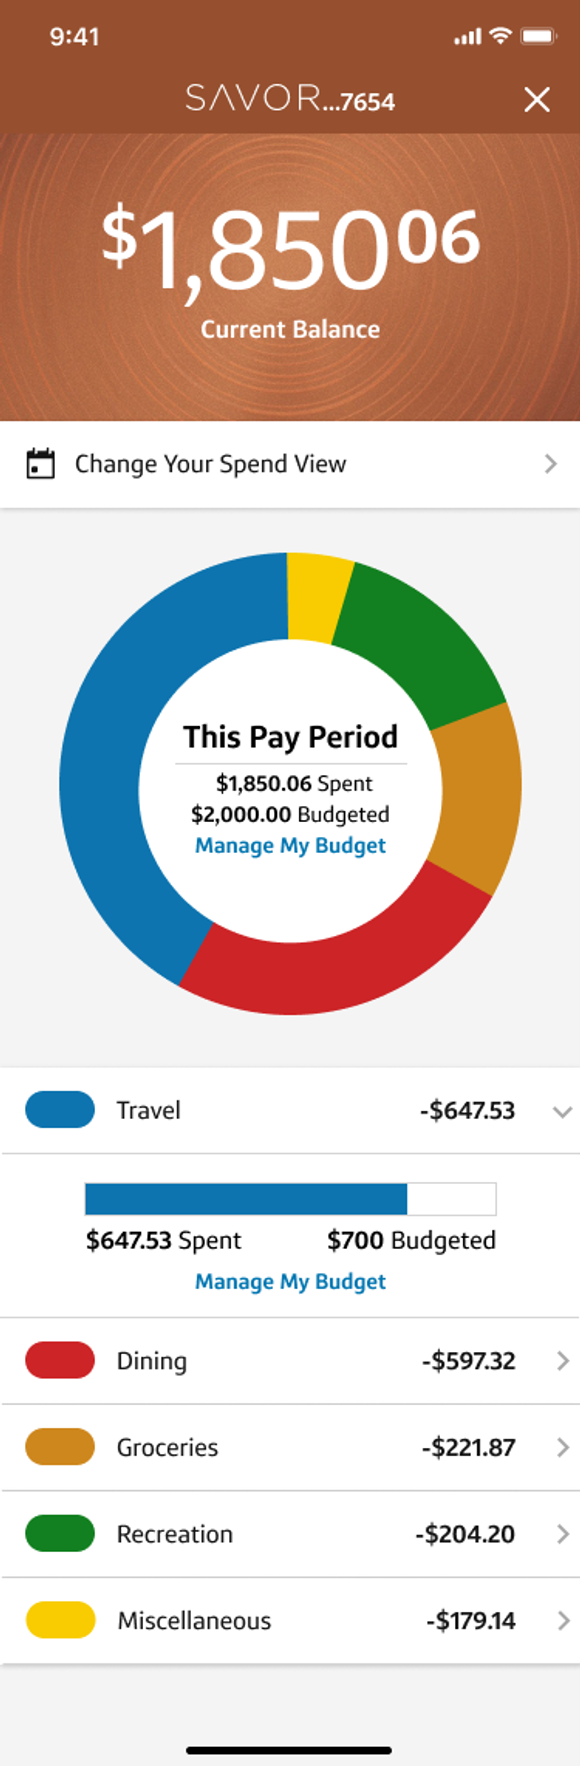 9:41
SAVOR...7654
$1,85006
Current Balance
Change Your Spend View
This Pay Period
$1,850.06 Spent
$2,000.00 Budgeted
Manage My Budget
Travel -$647.53
$647.53 Spent $700 Budgeted
Manage My Budget
Dining -$597.32
Groceries -$221.87
Recreation -$204.20
Miscellaneous -$179.14